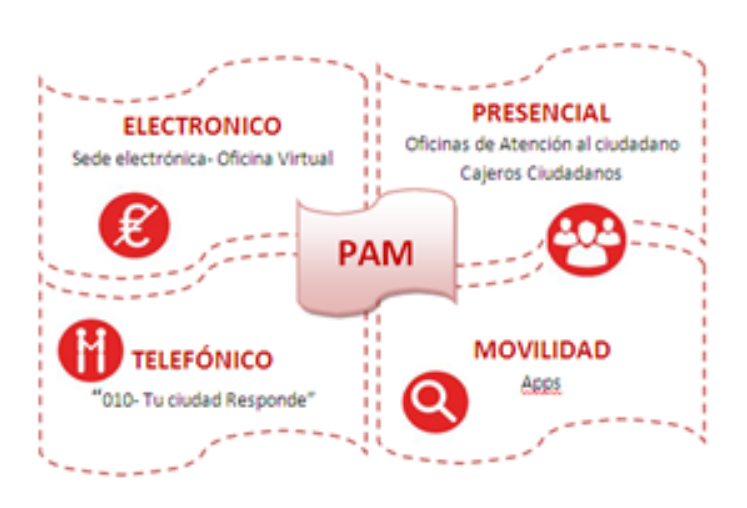 ELECTRONICO
Sede electrónica- Oficina Virtual
PRESENCIAL
Oficinas de Atención al ciudadano
Cajeros Ciudadanos
PAM
TELEFÓNICO
“010- Tu ciudad Responde”
MOVILIDAD
Apps